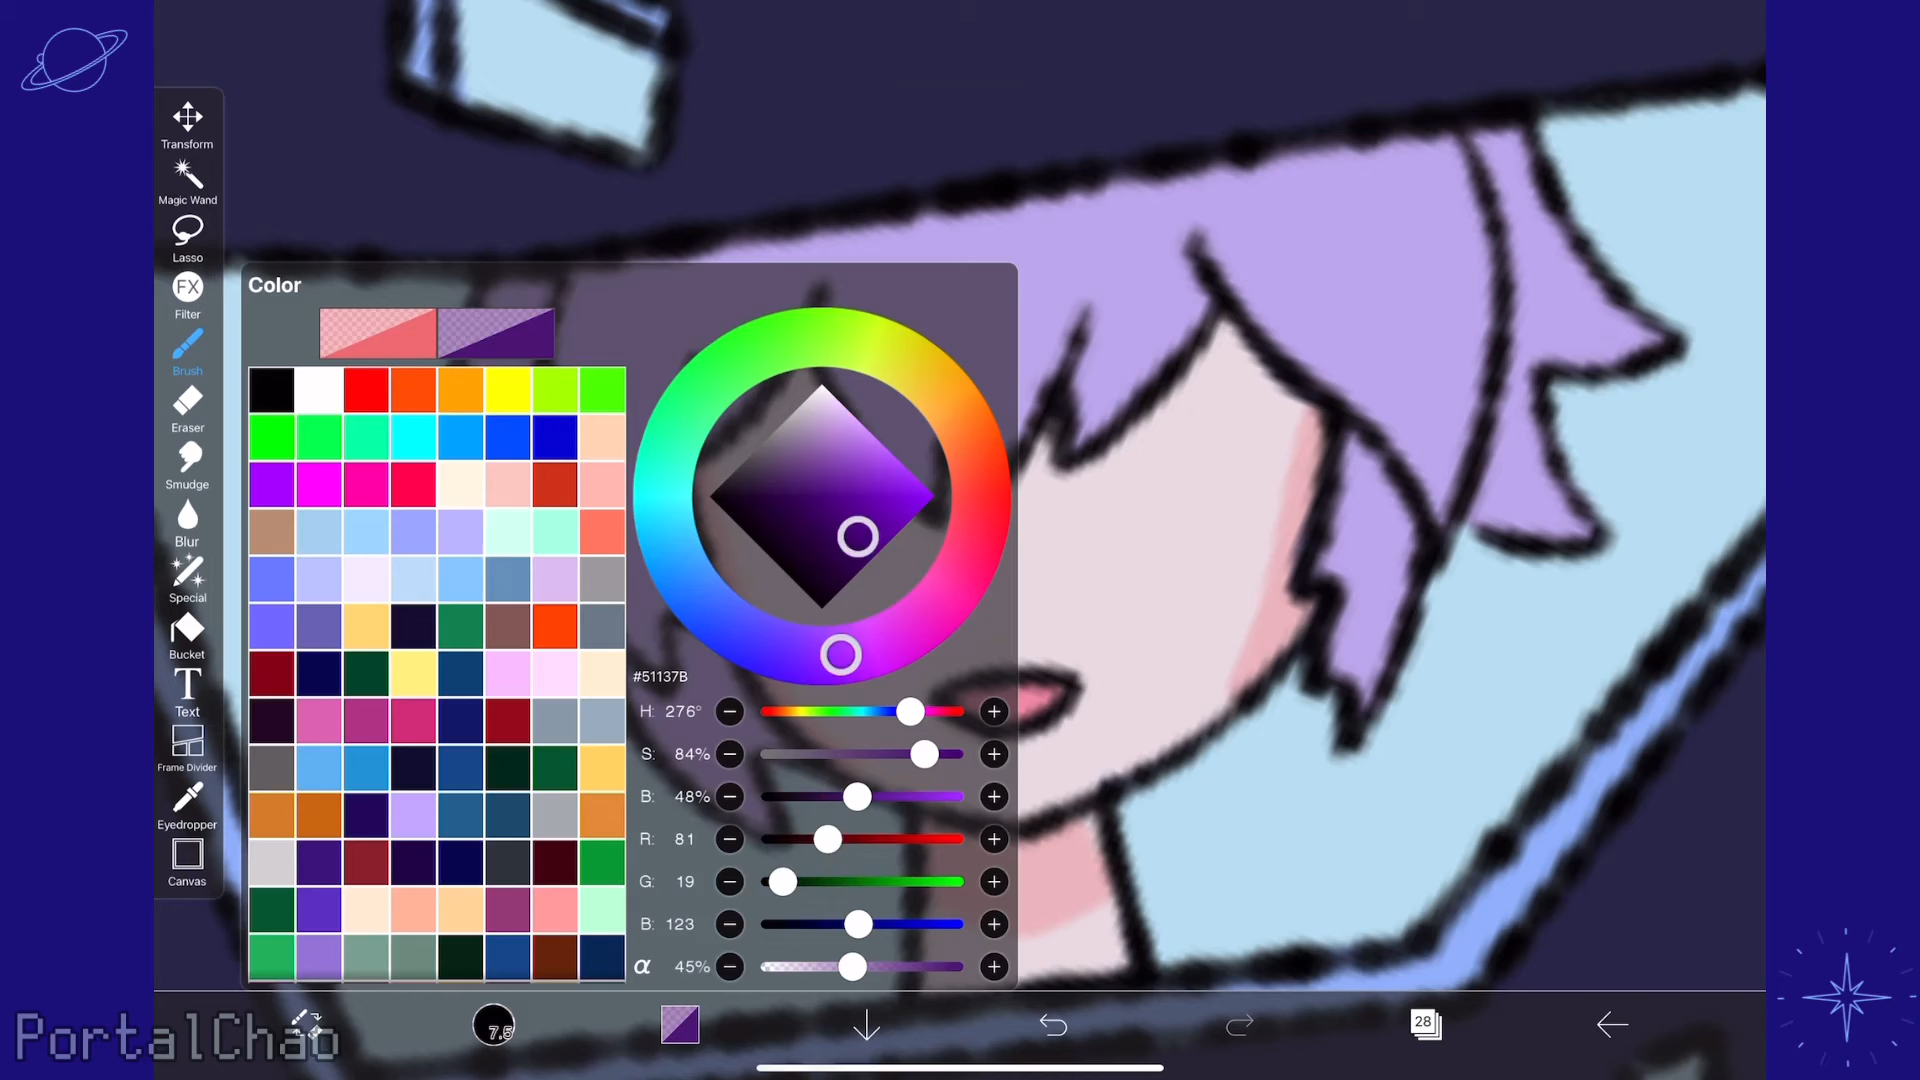 Transform
Magic Wand
Lasso
FX
Filter
Brush
Eraser
Smudge
Blur
Special
Bucket
T
Text
Frame Divider
Eyedropper
Canvas
Color
#51137B
H: 276°
S: 84%
B: 48%
R: 81
G: 19
B: 123
α 45%
7.5
28
PortalChao